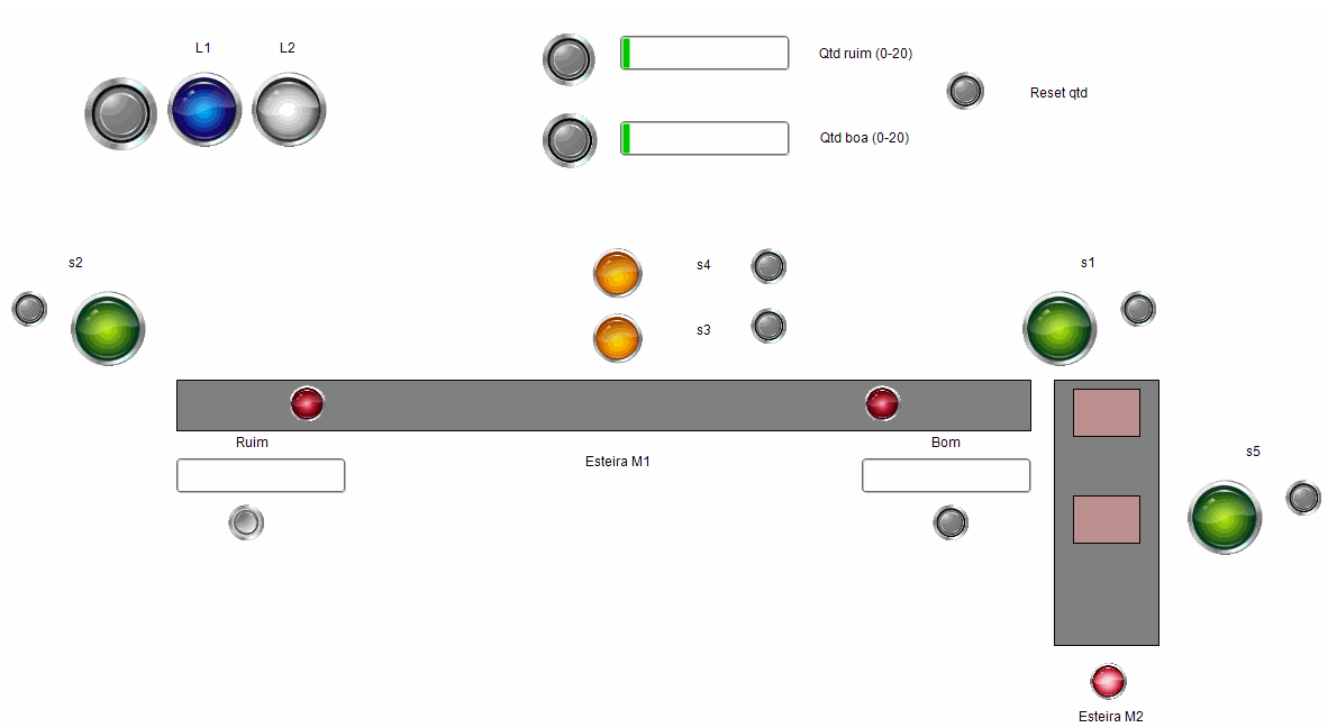 L1
L2
Qtd ruim (0-20)
Reset qtd
Qtd boa (0-20)
s2
s4
s1
s3
Ruim
Bom
Esteira M1
s5
Esteira M2